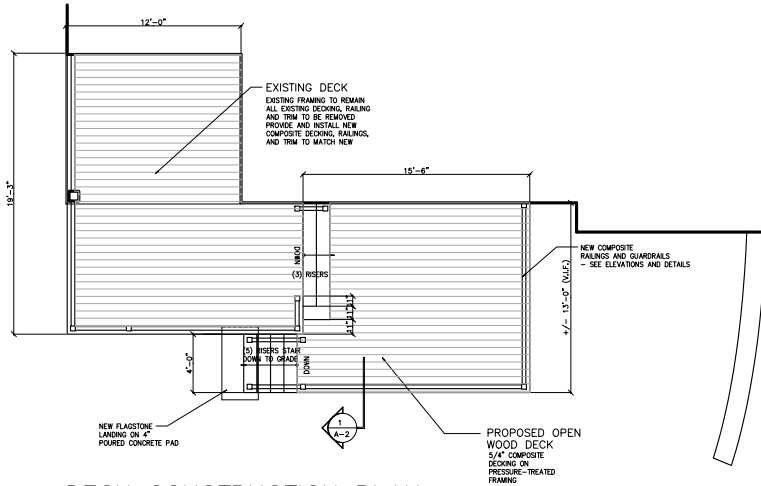 12'-0"
EXISTING DECK
EXISTING FRAMING TO REMAIN
ALL EXISTING DECKING, RAILING
AND TRIM TO BE REMOVED
PROVIDE AND INSTALL NEW
COMPOSITE DECKING, RAILINGS,
AND TRIM TO MATCH NEW
19'-3"
15'-6"
DOWN
(3) RISERS
NEW COMPOSITE
RAILINGS AND GUARDRAILS
- SEE ELEVATIONS AND DETAILS
+/- 13'-0" (V.I.F.)
11"
11"
11"
4'-0"
(5) RISERS STAIR
DOWN TO GRADE
DOWN
NEW FLAGSTONE
LANDING ON 4"
POURED CONCRETE PAD
1
A-2
PROPOSED OPEN
WOOD DECK
5/4" COMPOSITE
DECKING ON
PRESSURE-TREATED
FRAMING